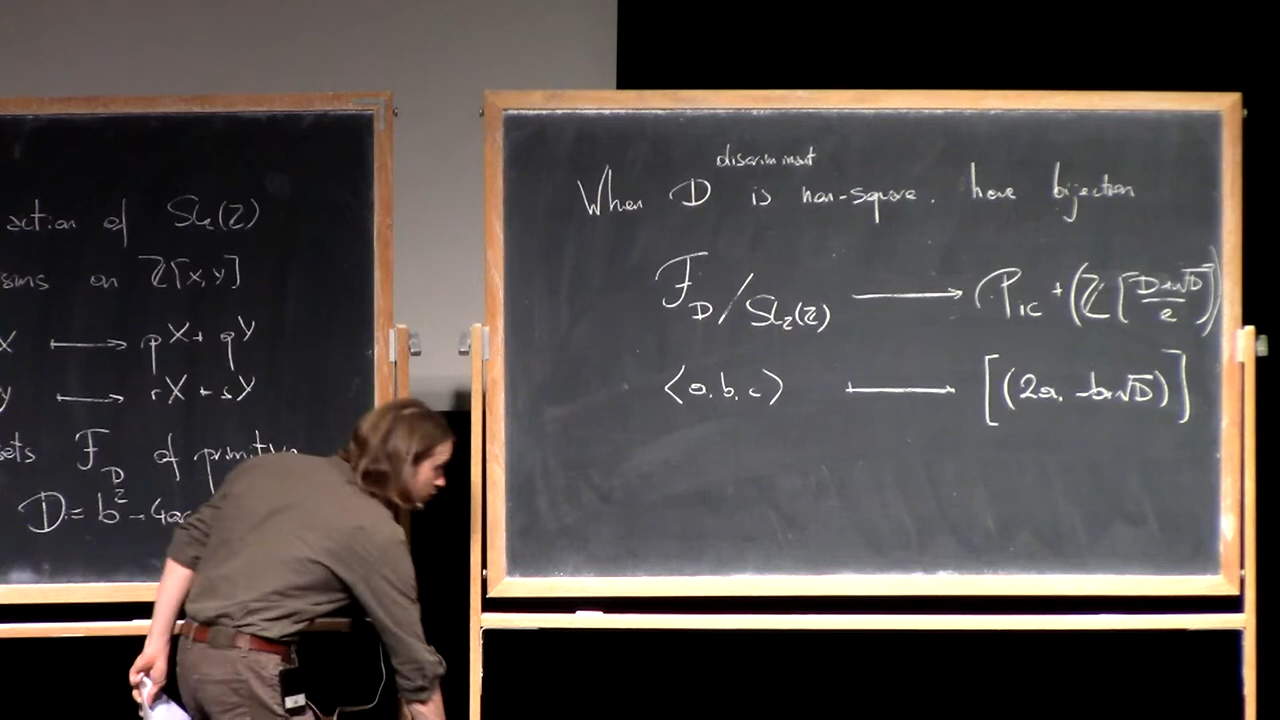 action of SL₂(ℤ)
isms on ℤ[X,Y]
X ⟼ pX + qY
Y ⟼ rX + sY
sets F_D of primitive
D = b² - 4ac
discriminant
When D is non-square, have bijection
F_D / SL₂(ℤ) ⟶ Pic⁺(ℤ[(D+√D)/2])
⟨a, b, c⟩ ⟼ [(2a, -b+√D)]